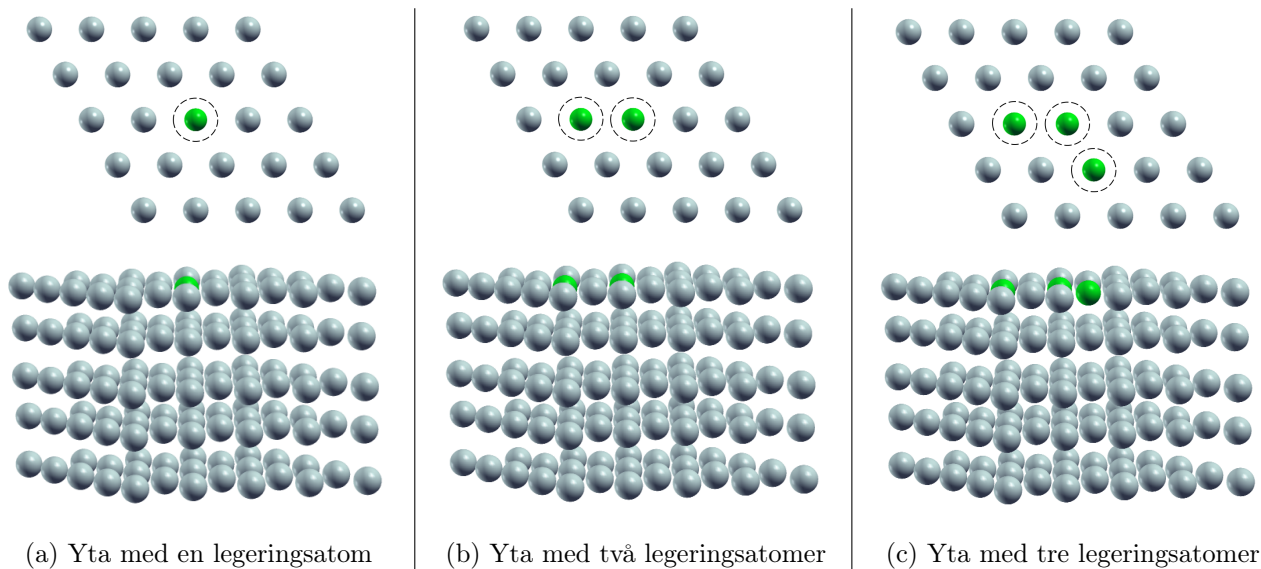 (a) Yta med en legeringsatom
(b) Yta med två legeringsatomer
(c) Yta med tre legeringsatomer